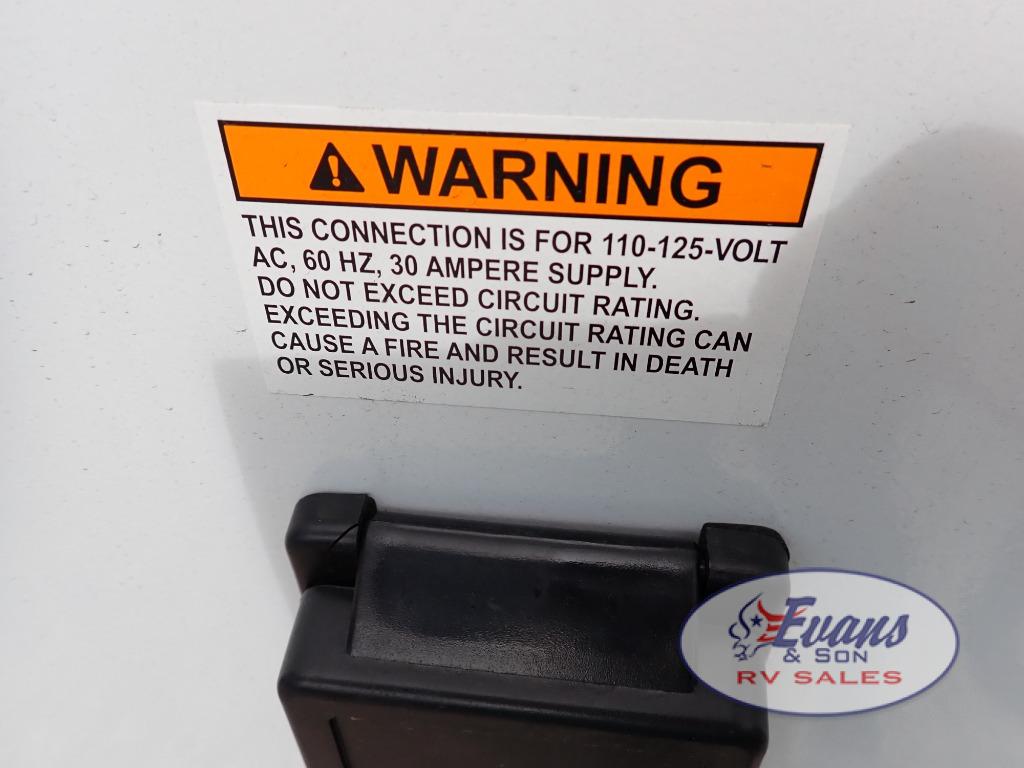 WARNING
THIS CONNECTION IS FOR 110-125-VOLT
AC, 60 HZ, 30 AMPERE SUPPLY.
DO NOT EXCEED CIRCUIT RATING.
EXCEEDING THE CIRCUIT RATING CAN
CAUSE A FIRE AND RESULT IN DEATH
OR SERIOUS INJURY.
Evans
& SON
RV SALES